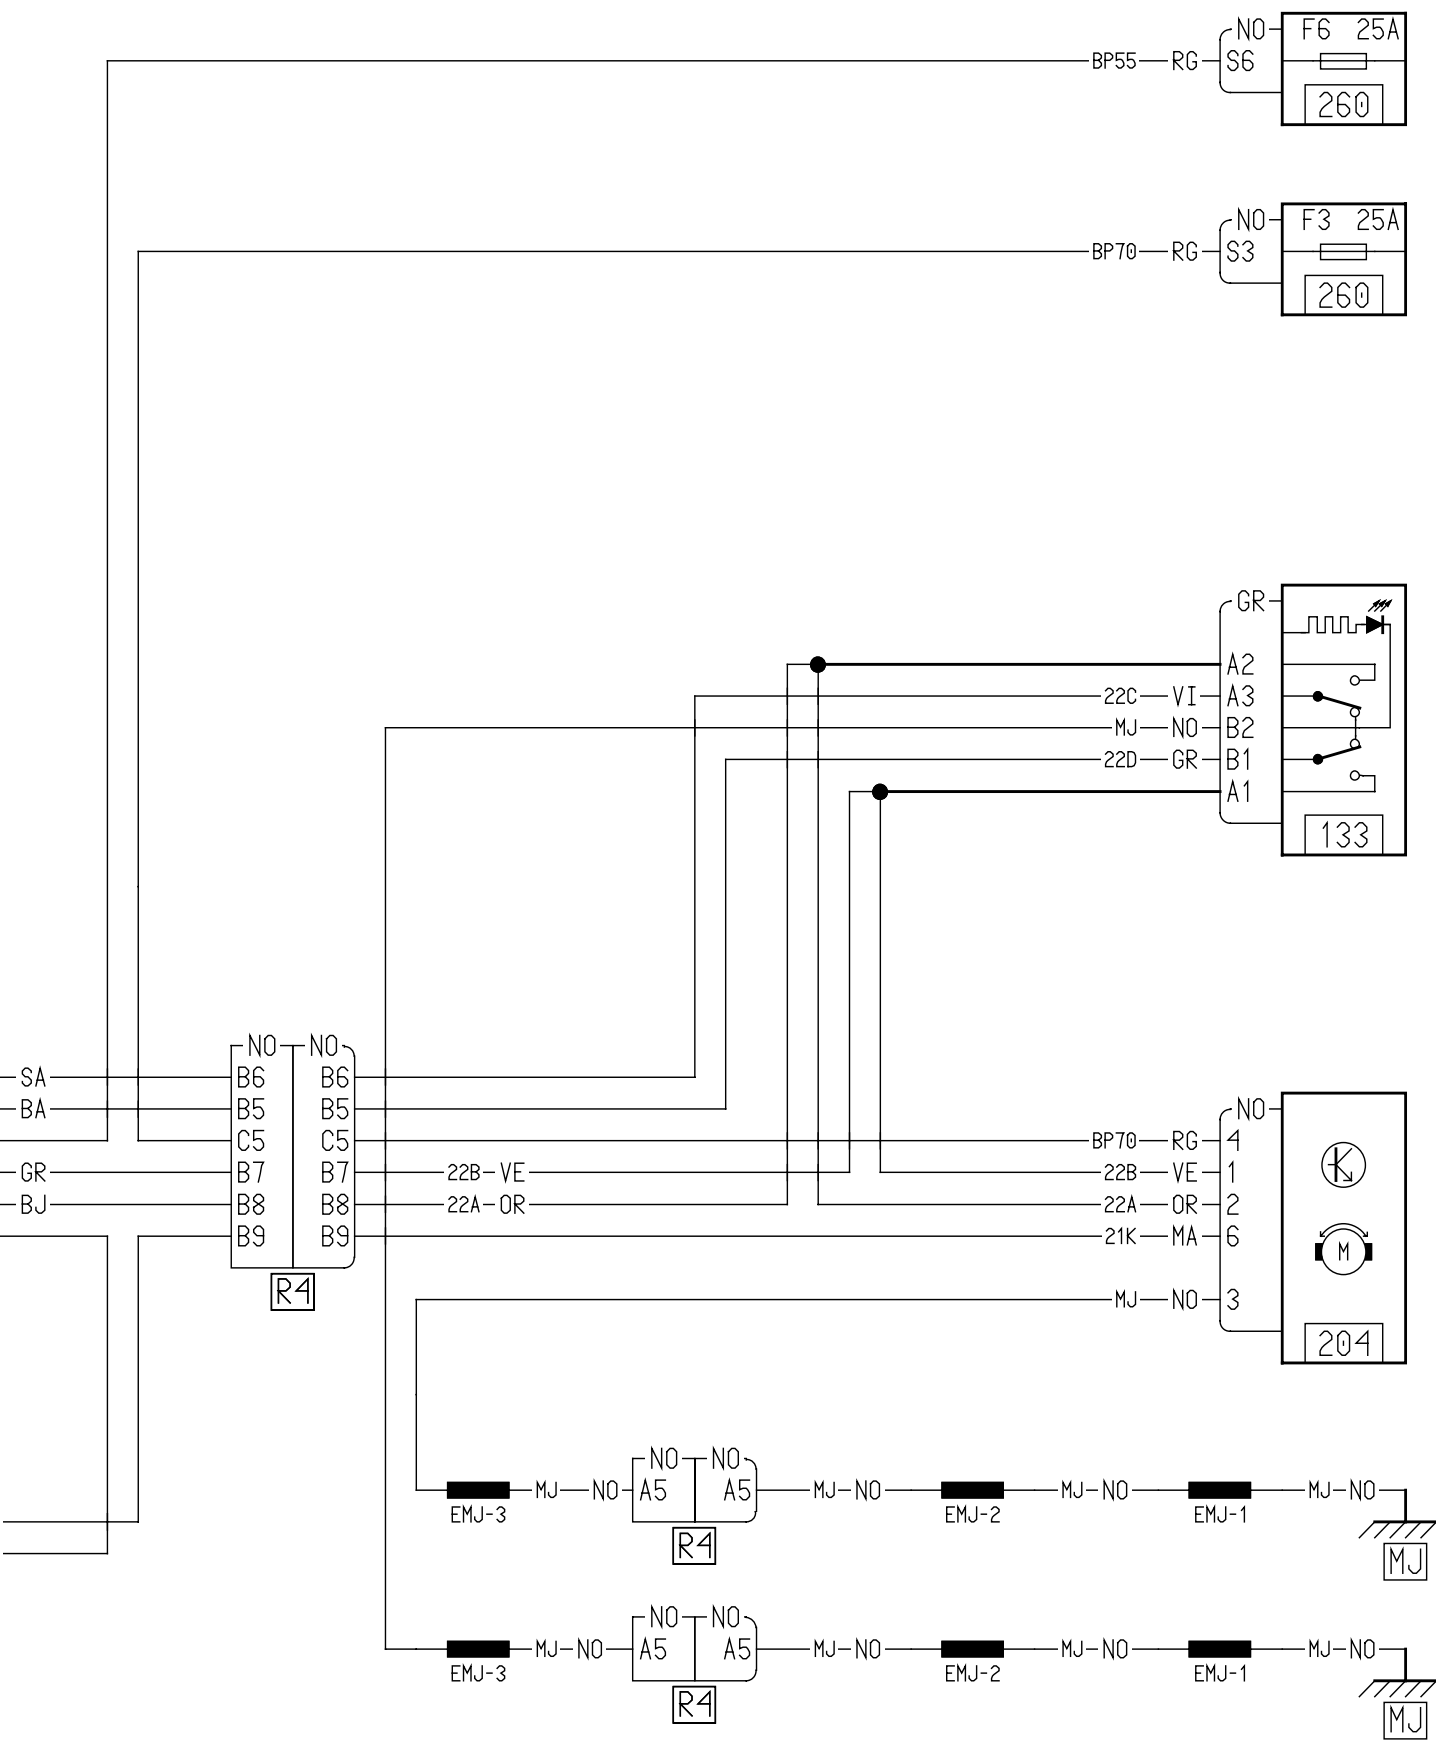 NO F6 25A
BP55 RG S6
260
NO F3 25A
BP70 RG S3
260
GR
A2
22C VI A3
MJ NO B2
22D GR B1
A1
133
NO NO
SA B6 B6
BA B5 B5
NO
C5 C5 BP70 RG 4
GR B7 B7 22B VE 22B VE 1
BJ B8 B8 22A OR 22A OR 2
B9 B9 21K MA 6
M
R4
MJ NO 3
204
NO NO
MJ NO A5 A5 MJ NO MJ NO MJ NO
EMJ-3 EMJ-2 EMJ-1
R4
MJ
NO NO
MJ NO A5 A5 MJ NO MJ NO MJ NO
EMJ-3 EMJ-2 EMJ-1
R4
MJ